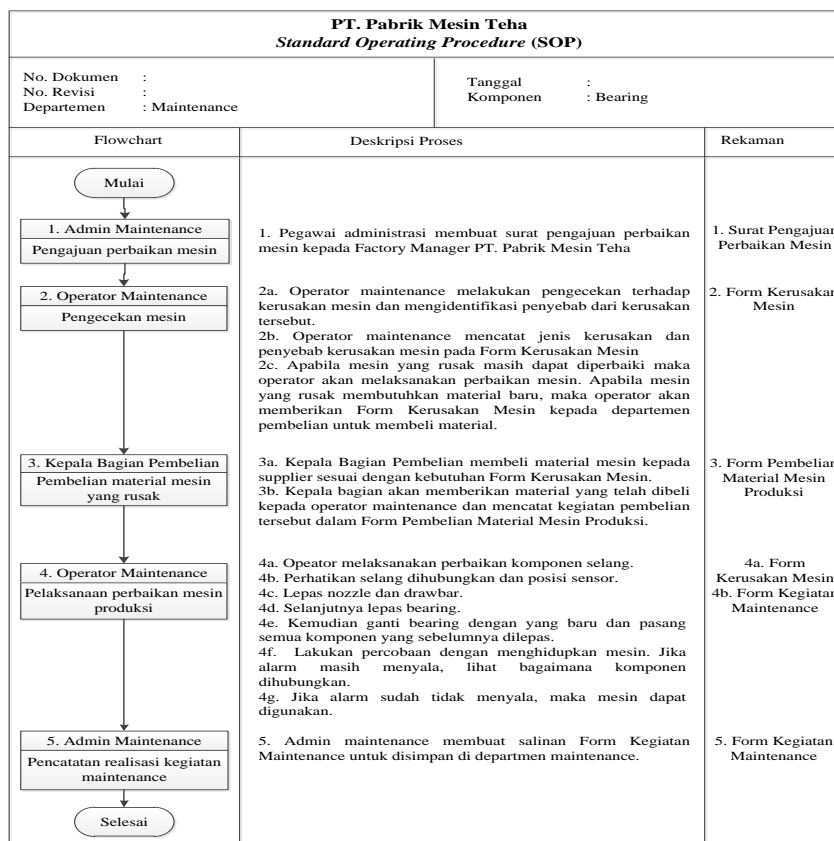 PT. Pabrik Mesin Teha
Standard Operating Procedure (SOP)
No. Dokumen :
No. Revisi :
Departemen : Maintenance
Tanggal :
Komponen : Bearing
Flowchart
Deskripsi Proses
Rekaman
Mulai
1. Admin Maintenance
Pengajuan perbaikan mesin
1. Pegawai administrasi membuat surat pengajuan perbaikan
mesin kepada Factory Manager PT. Pabrik Mesin Teha
1. Surat Pengajuan
Perbaikan Mesin
2. Operator Maintenance
Pengecekan mesin
2a. Operator maintenance melakukan pengecekan terhadap
kerusakan mesin dan mengidentifikasi penyebab dari kerusakan
tersebut.
2b. Operator maintenance mencatat jenis kerusakan dan
penyebab kerusakan mesin pada Form Kerusakan Mesin
2c. Apabila mesin yang rusak masih dapat diperbaiki maka
operator akan melaksanakan perbaikan mesin. Apabila mesin
yang rusak membutuhkan material baru, maka operator akan
memberikan Form Kerusakan Mesin kepada departemen
pembelian untuk membeli material.
2. Form Kerusakan
Mesin
3. Kepala Bagian Pembelian
Pembelian material mesin
yang rusak
3a. Kepala Bagian Pembelian membeli material mesin kepada
supplier sesuai dengan kebutuhan Form Kerusakan Mesin.
3b. Kepala bagian akan memberikan material yang telah dibeli
kepada operator maintenance dan mencatat kegiatan pembelian
tersebut dalam Form Pembelian Material Mesin Produksi.
3. Form Pembelian
Material Mesin
Produksi
4. Operator Maintenance
Pelaksanaan perbaikan mesin
produksi
4a. Opeator melaksanakan perbaikan komponen selang.
4b. Perhatikan selang dihubungkan dan posisi sensor.
4c. Lepas nozzle dan drawbar.
4d. Selanjutnya lepas bearing.
4e. Kemudian ganti bearing dengan yang baru dan pasang
semua komponen yang sebelumnya dilepas.
4f. Lakukan percobaan dengan menghidupkan mesin. Jika
alarm masih menyala, lihat bagaimana komponen
dihubungkan.
4g. Jika alarm sudah tidak menyala, maka mesin dapat
digunakan.
4a. Form
Kerusakan Mesin
4b. Form Kegiatan
Maintenance
5. Admin Maintenance
Pencatatan realisasi kegiatan
maintenance
5. Admin maintenance membuat salinan Form Kegiatan
Maintenance untuk disimpan di departmen maintenance.
5. Form Kegiatan
Maintenance
Selesai